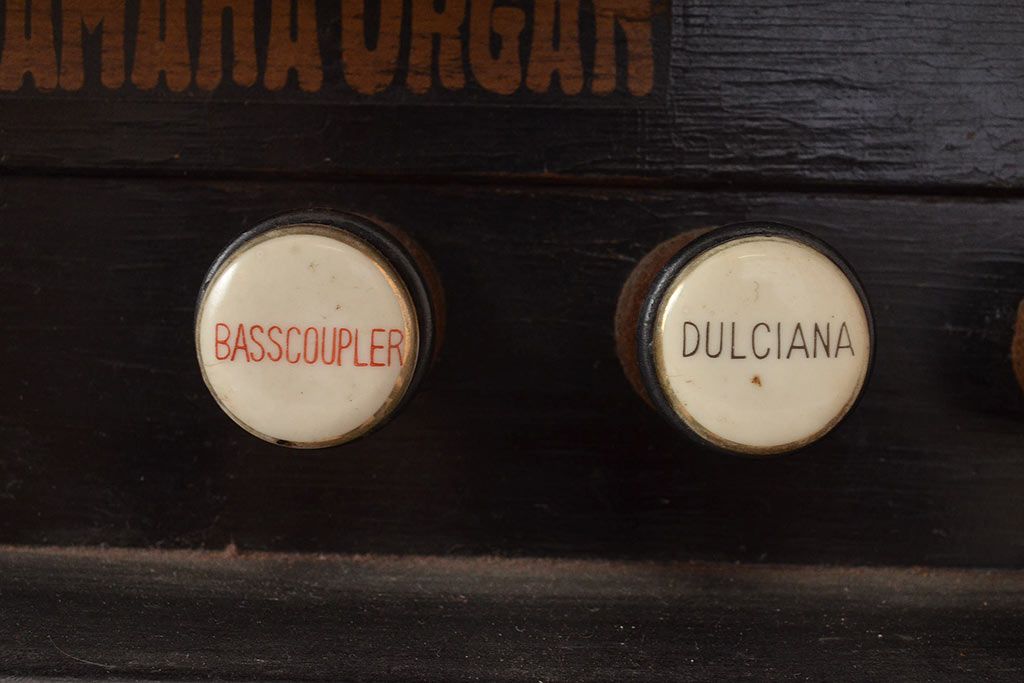 AMAHA ORGAN
BASSCOUPLER
DULCIANA